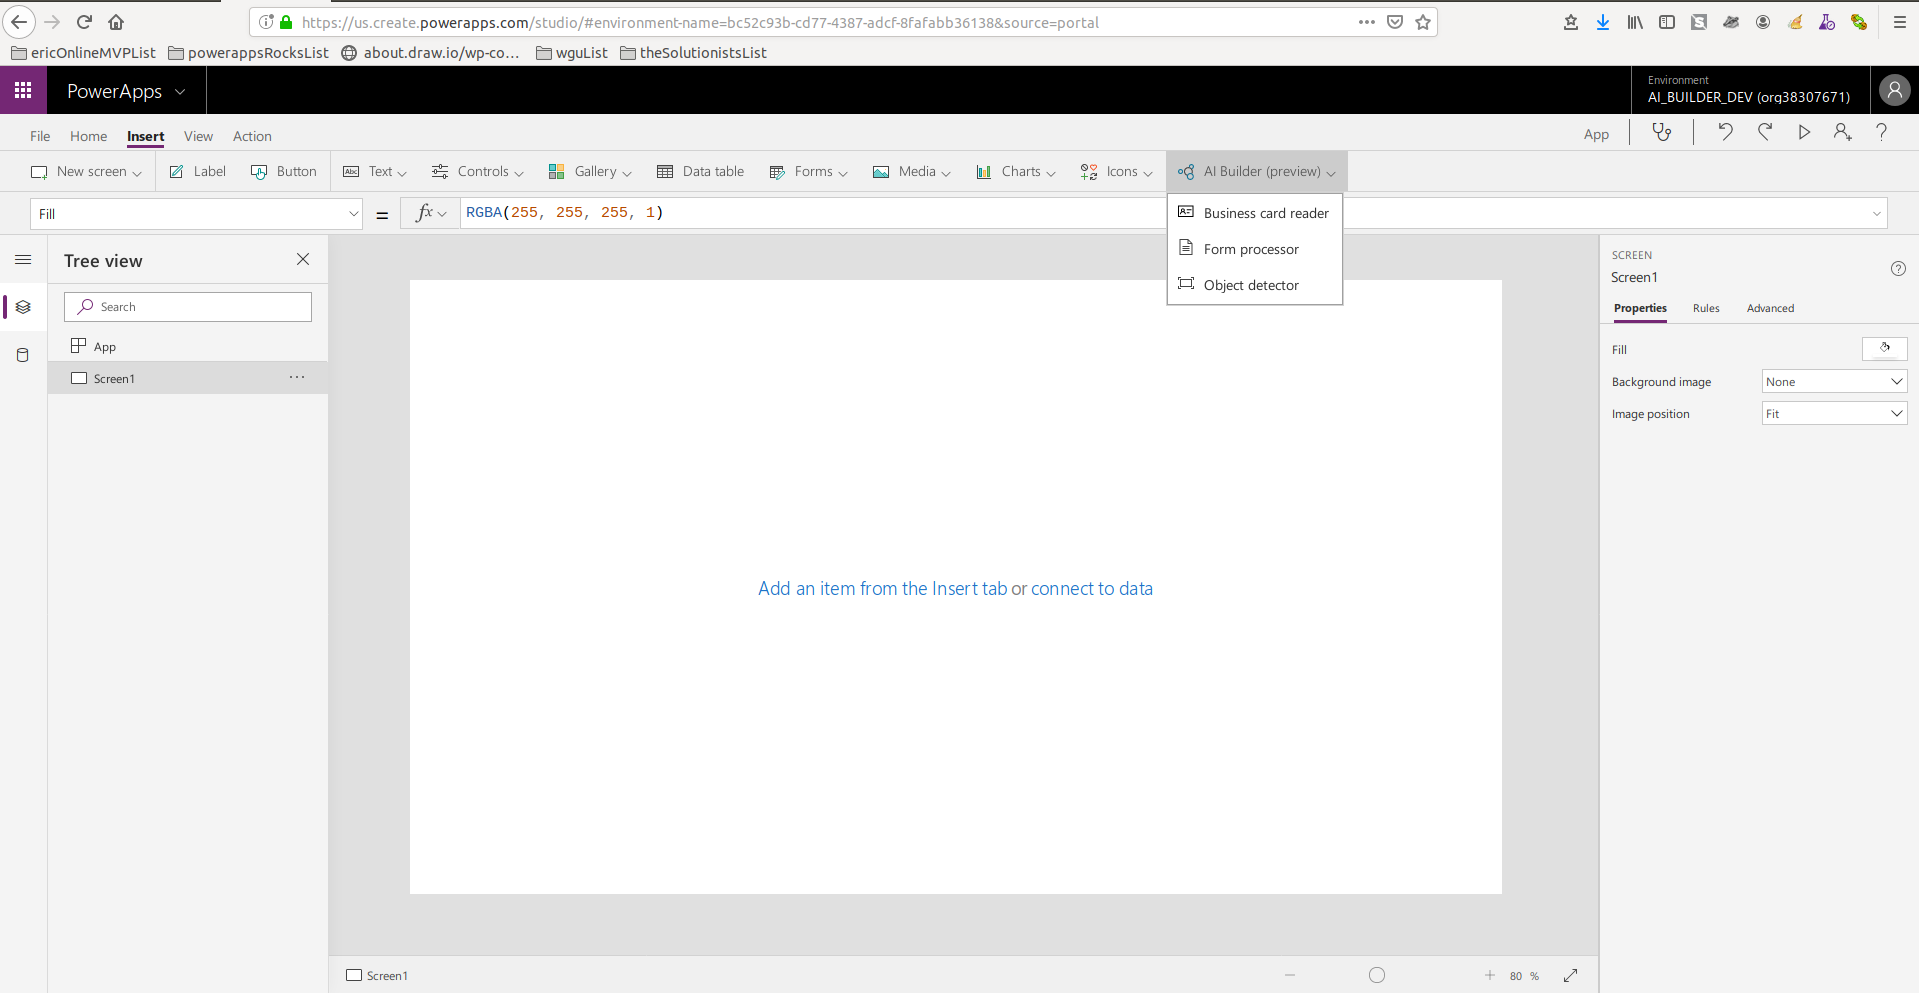 https://us.create.powerapps.com/studio/#environment-name=bc52c93b-cd77-4387-adcf-8fafabb36138&source=portal
ericOnlineMVPList powerappsRocksList about.draw.io/wp-co... wguList theSolutionistsList
PowerApps
Environment
AI_BUILDER_DEV (org38307671)
File Home Insert View Action App
New screen Label Button Abc Text Controls Gallery Data table Forms Media Charts Icons AI Builder (preview)
Fill = fx RGBA(255, 255, 255, 1)
Business card reader
Form processor
Object detector
Tree view
Search
App
Screen1 ...
Add an item from the Insert tab or connect to data
SCREEN
Screen1
Properties Rules Advanced
Fill
Background image None
Image position Fit
Screen1 80 %